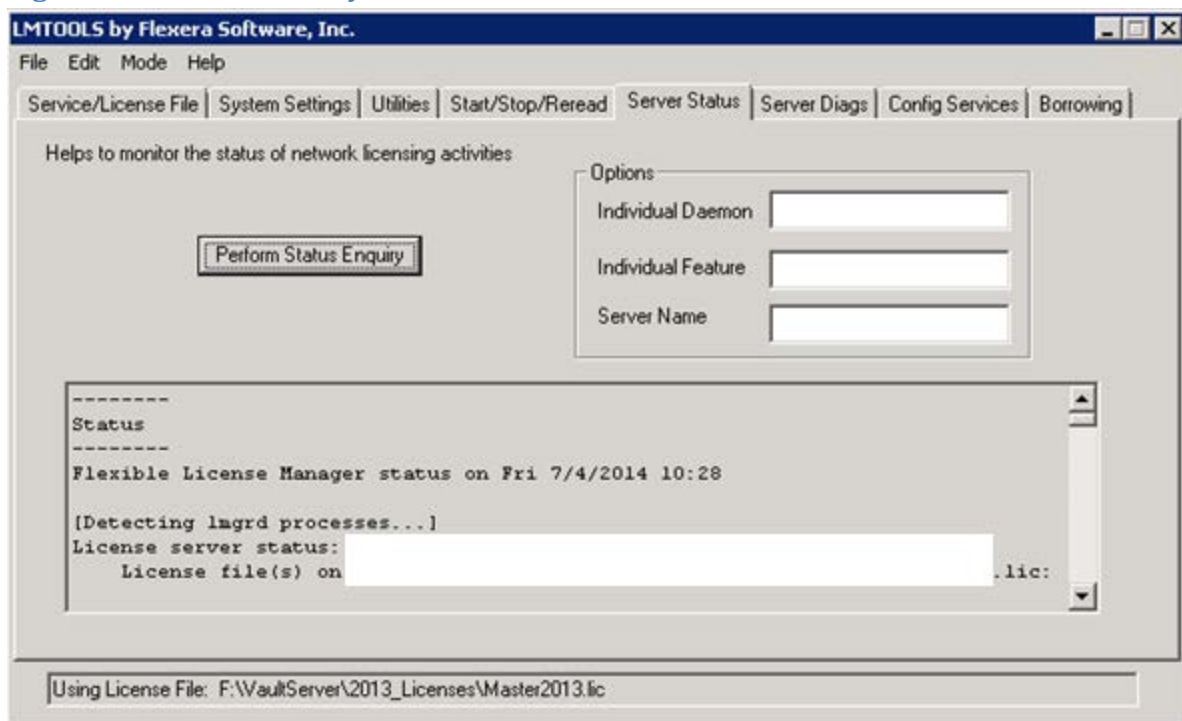 LMTOOLS by Flexera Software, Inc.
File Edit Mode Help
Service/License File System Settings Utilities Start/Stop/Reread Server Status Server Diags Config Services Borrowing
Helps to monitor the status of network licensing activities
Options
Individual Daemon
Perform Status Enquiry
Individual Feature
Server Name
--------
Status
--------
Flexible License Manager status on Fri 7/4/2014 10:28
[Detecting lmgrd processes...]
License server status:
License file(s) on .lic:
Using License File: F:\VaultServer\2013_Licenses\Master2013.lic